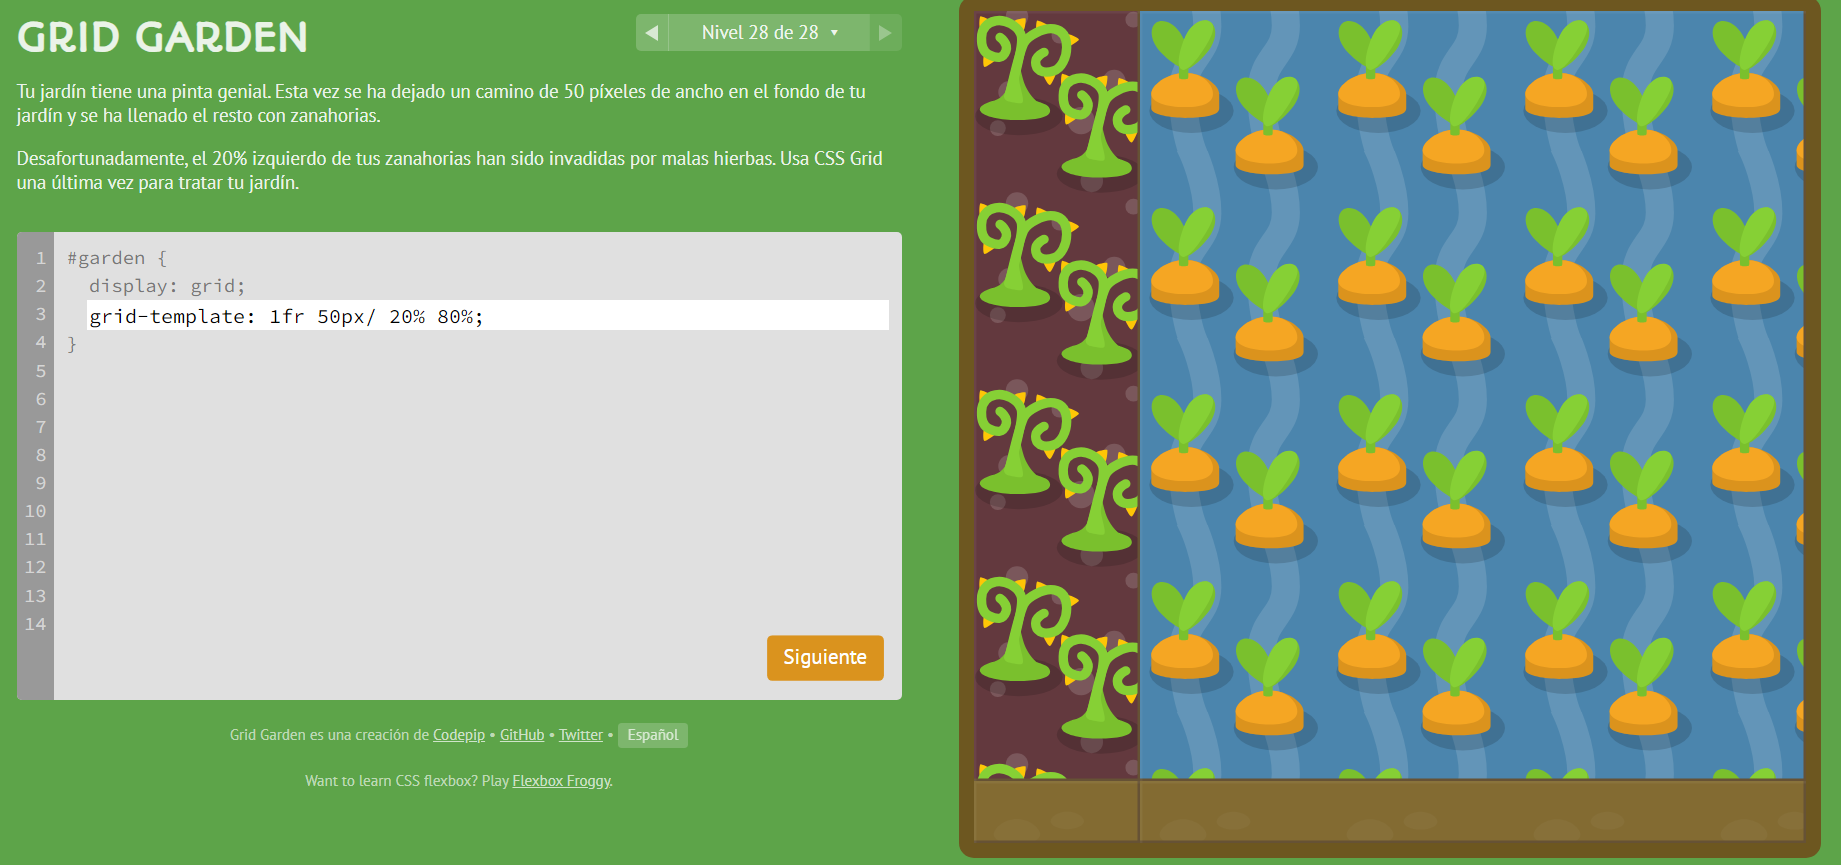 GRID GARDEN
◀ Nivel 28 de 28 ▼ ▶
Tu jardín tiene una pinta genial. Esta vez se ha dejado un camino de 50 píxeles de ancho en el fondo de tu
jardín y se ha llenado el resto con zanahorias.
Desafortunadamente, el 20% izquierdo de tus zanahorias han sido invadidas por malas hierbas. Usa CSS Grid
una última vez para tratar tu jardín.
1 #garden {
2 display: grid;
3 grid-template: 1fr 50px/ 20% 80%;
4 }
5
6
7
8
9
10
11
12
13
14
Siguiente
Grid Garden es una creación de Codepip • GitHub • Twitter • Español
Want to learn CSS flexbox? Play Flexbox Froggy.